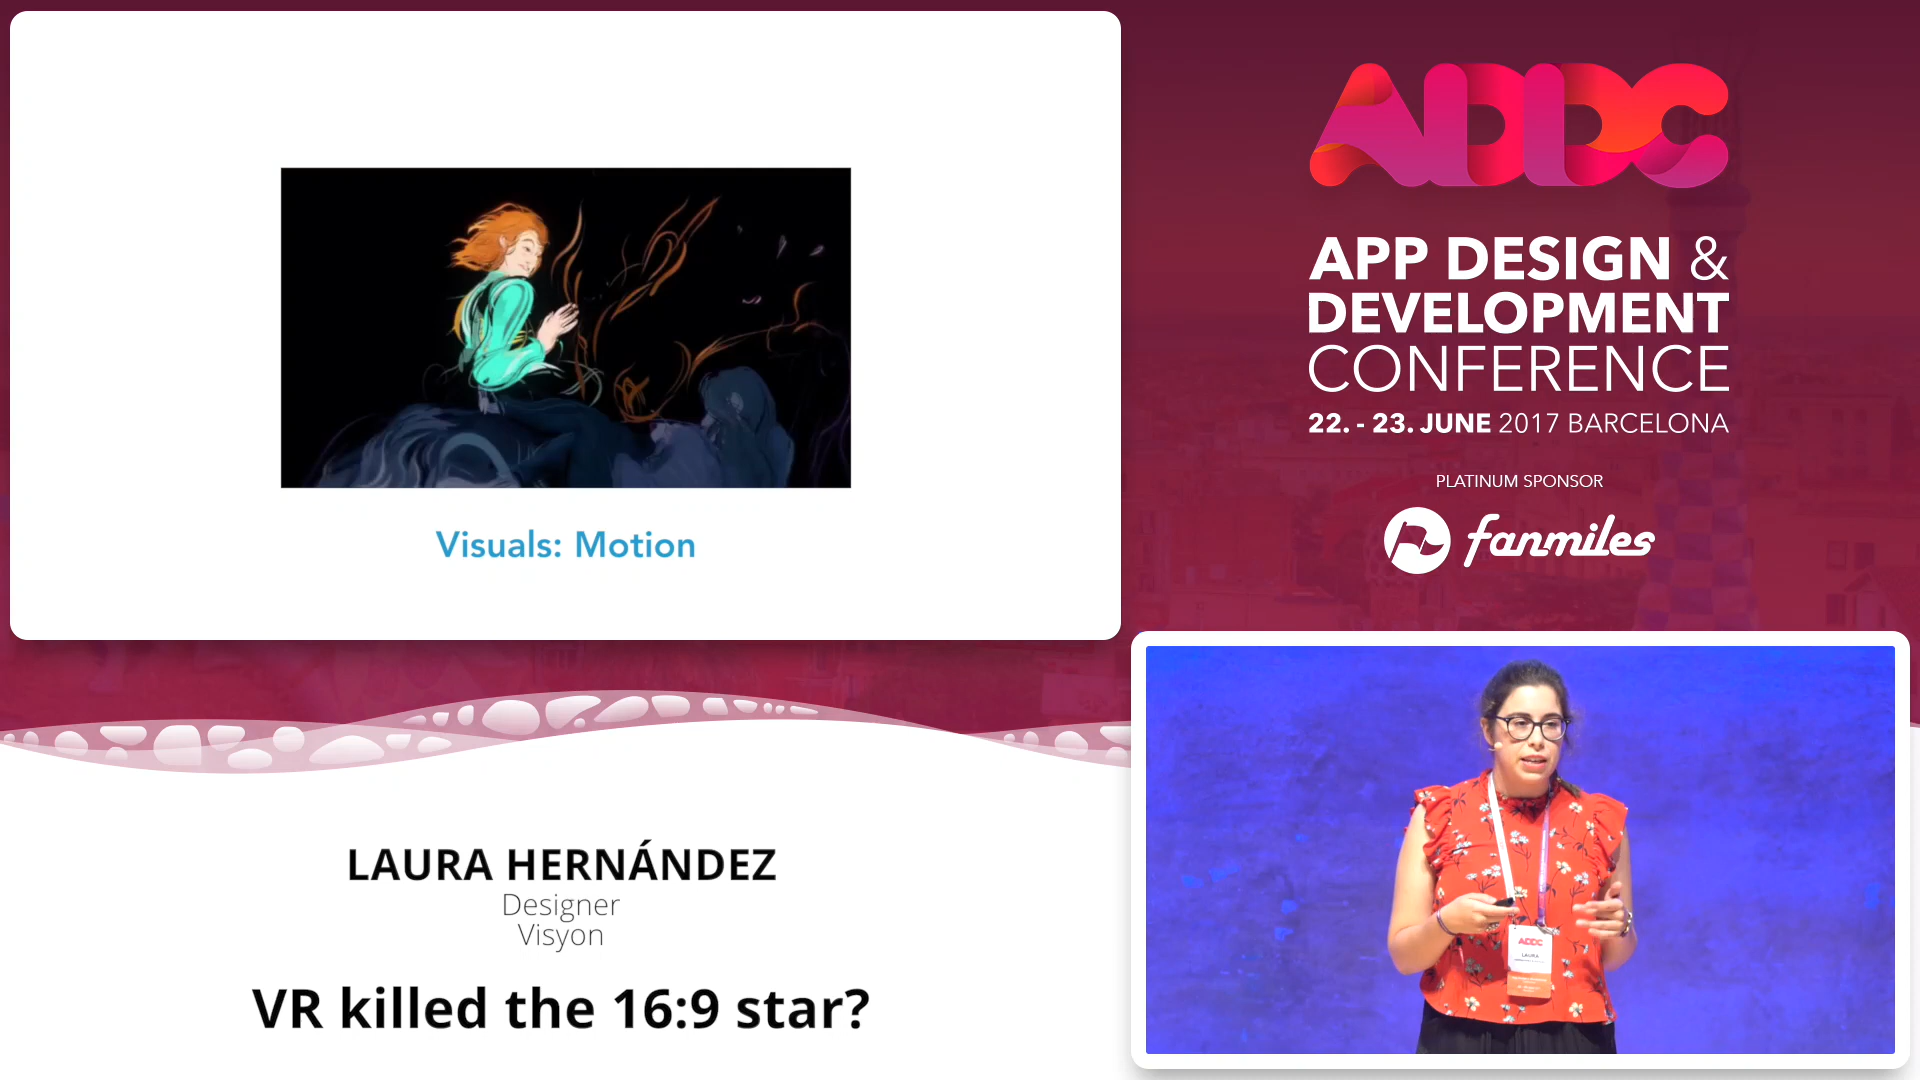 Visuals: Motion
ADDC
APP DESIGN &
DEVELOPMENT
CONFERENCE
22. - 23. JUNE 2017 BARCELONA
PLATINUM SPONSOR
fanmiles
LAURA HERNÁNDEZ
Designer
Visyon
VR killed the 16:9 star?
ADDC
LAURA